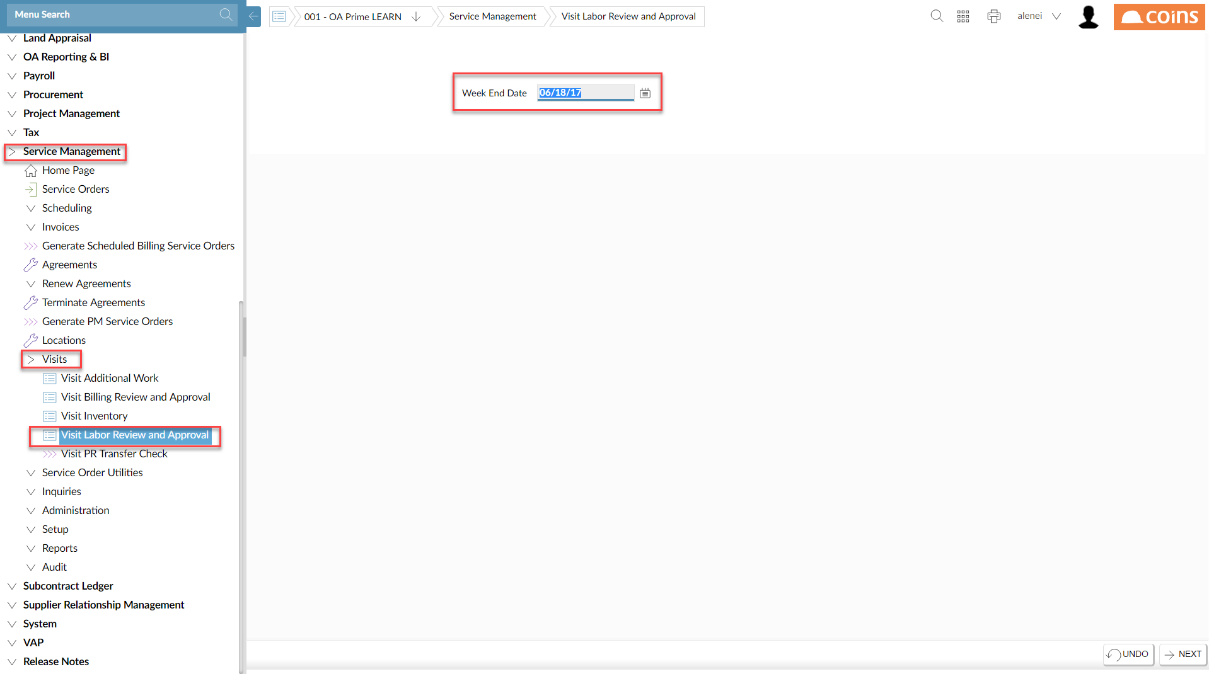 Menu Search
001 - OA Prime LEARN
Service Management
Visit Labor Review and Approval
alenei
coins
Land Appraisal
OA Reporting & BI
Payroll
Procurement
Project Management
Tax
Service Management
Home Page
Service Orders
Scheduling
Invoices
Generate Scheduled Billing Service Orders
Agreements
Renew Agreements
Terminate Agreements
Generate PM Service Orders
Locations
Visits
Visit Additional Work
Visit Billing Review and Approval
Visit Inventory
Visit Labor Review and Approval
Visit PR Transfer Check
Service Order Utilities
Inquiries
Administration
Setup
Reports
Audit
Subcontract Ledger
Supplier Relationship Management
System
VAP
Release Notes
Week End Date 06/18/17
UNDO
NEXT